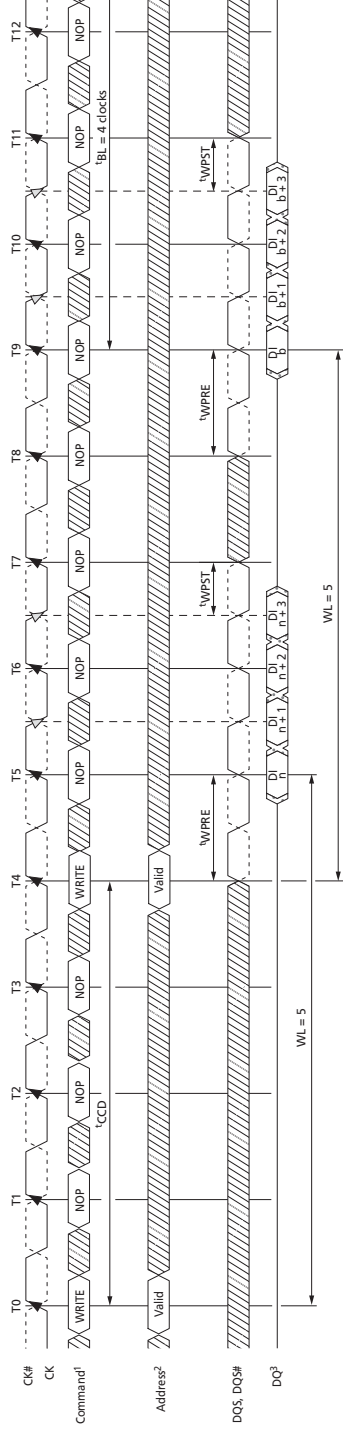 T0 T1 T2 T3 T4 T5 T6 T7 T8 T9 T10 T11 T12
CK#
CK
Command¹ WRITE NOP NOP NOP WRITE NOP NOP NOP NOP NOP NOP NOP NOP
tCCD tBL = 4 clocks
Address² Valid Valid
tWPRE tWPST tWPRE tWPST
DQS, DQS#
DQ³ DI n DI n + 1 DI n + 2 DI n + 3 DI b DI b + 1 DI b + 2 DI b + 3
WL = 5
WL = 5